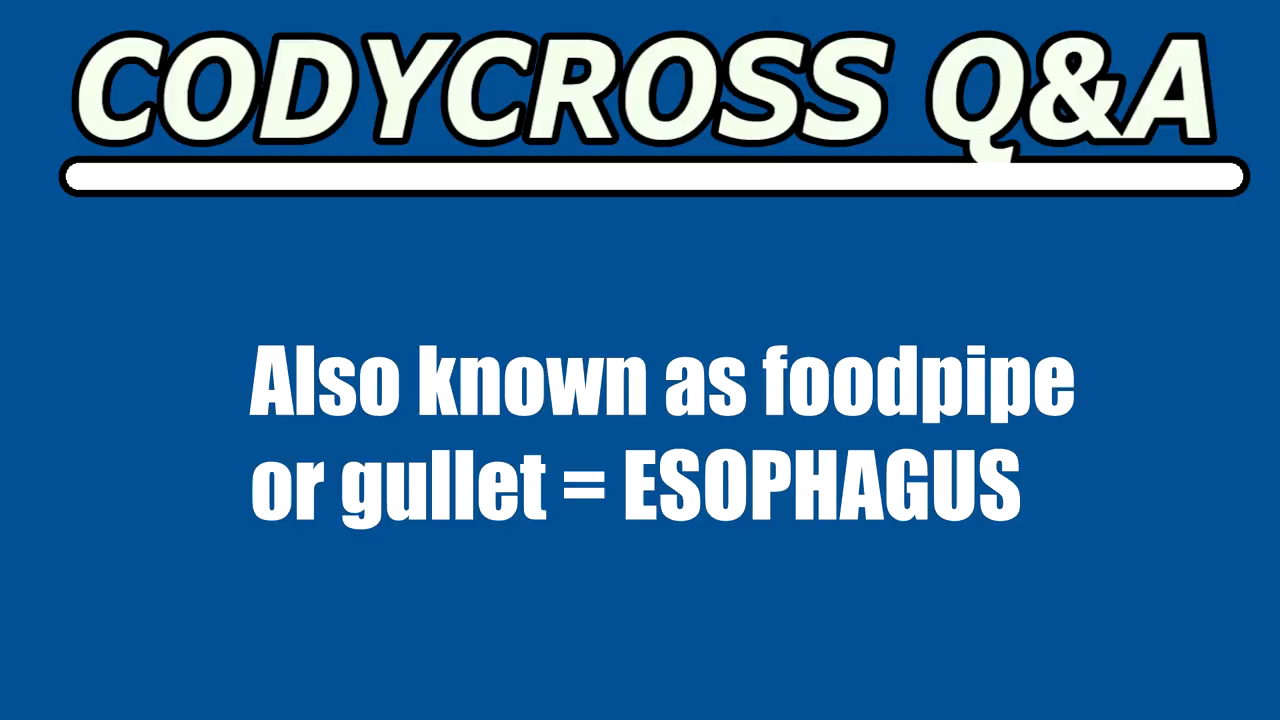 CODYCROSS Q&A
Also known as foodpipe
or gullet = ESOPHAGUS